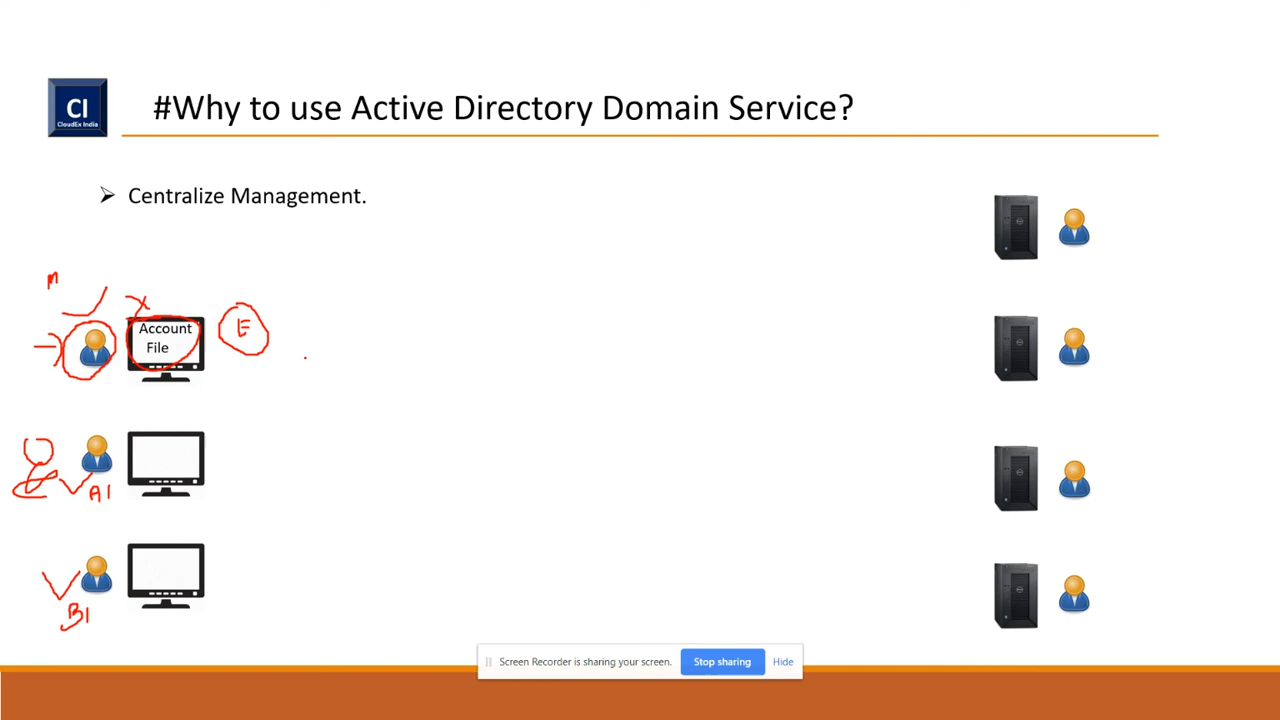 CI
CloudEx India
#Why to use Active Directory Domain Service?
➢ Centralize Management.
M
Account
File
E
A1
B1
Screen Recorder is sharing your screen.
Stop sharing
Hide